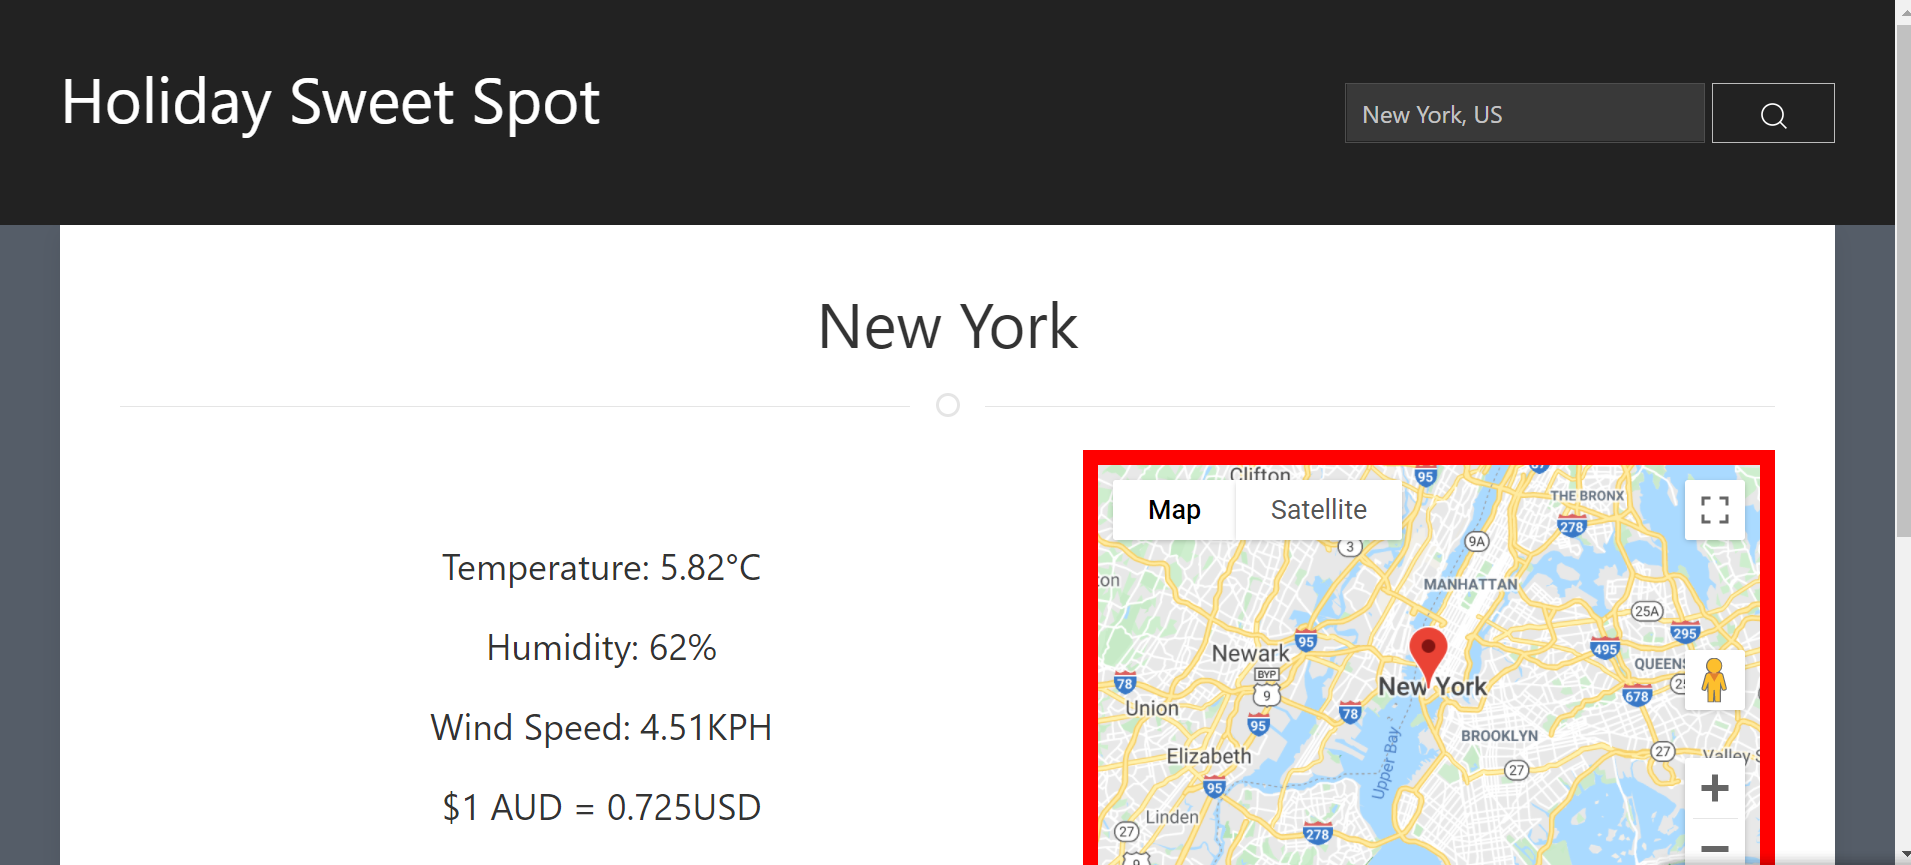 Holiday Sweet Spot
New York, US
New York
Temperature: 5.82°C
Humidity: 62%
Wind Speed: 4.51KPH
$1 AUD = 0.725USD
Clifton
95
Map
Satellite
THE BRONX
278
3
9A
MANHATTAN
25A
295
95
Newark
495
QUEENS
BYP
9
New York
678
78
Union
95
78
BROOKLYN
27
Valley S
Elizabeth
27
95
Upper Bay
Linden
27
278
9